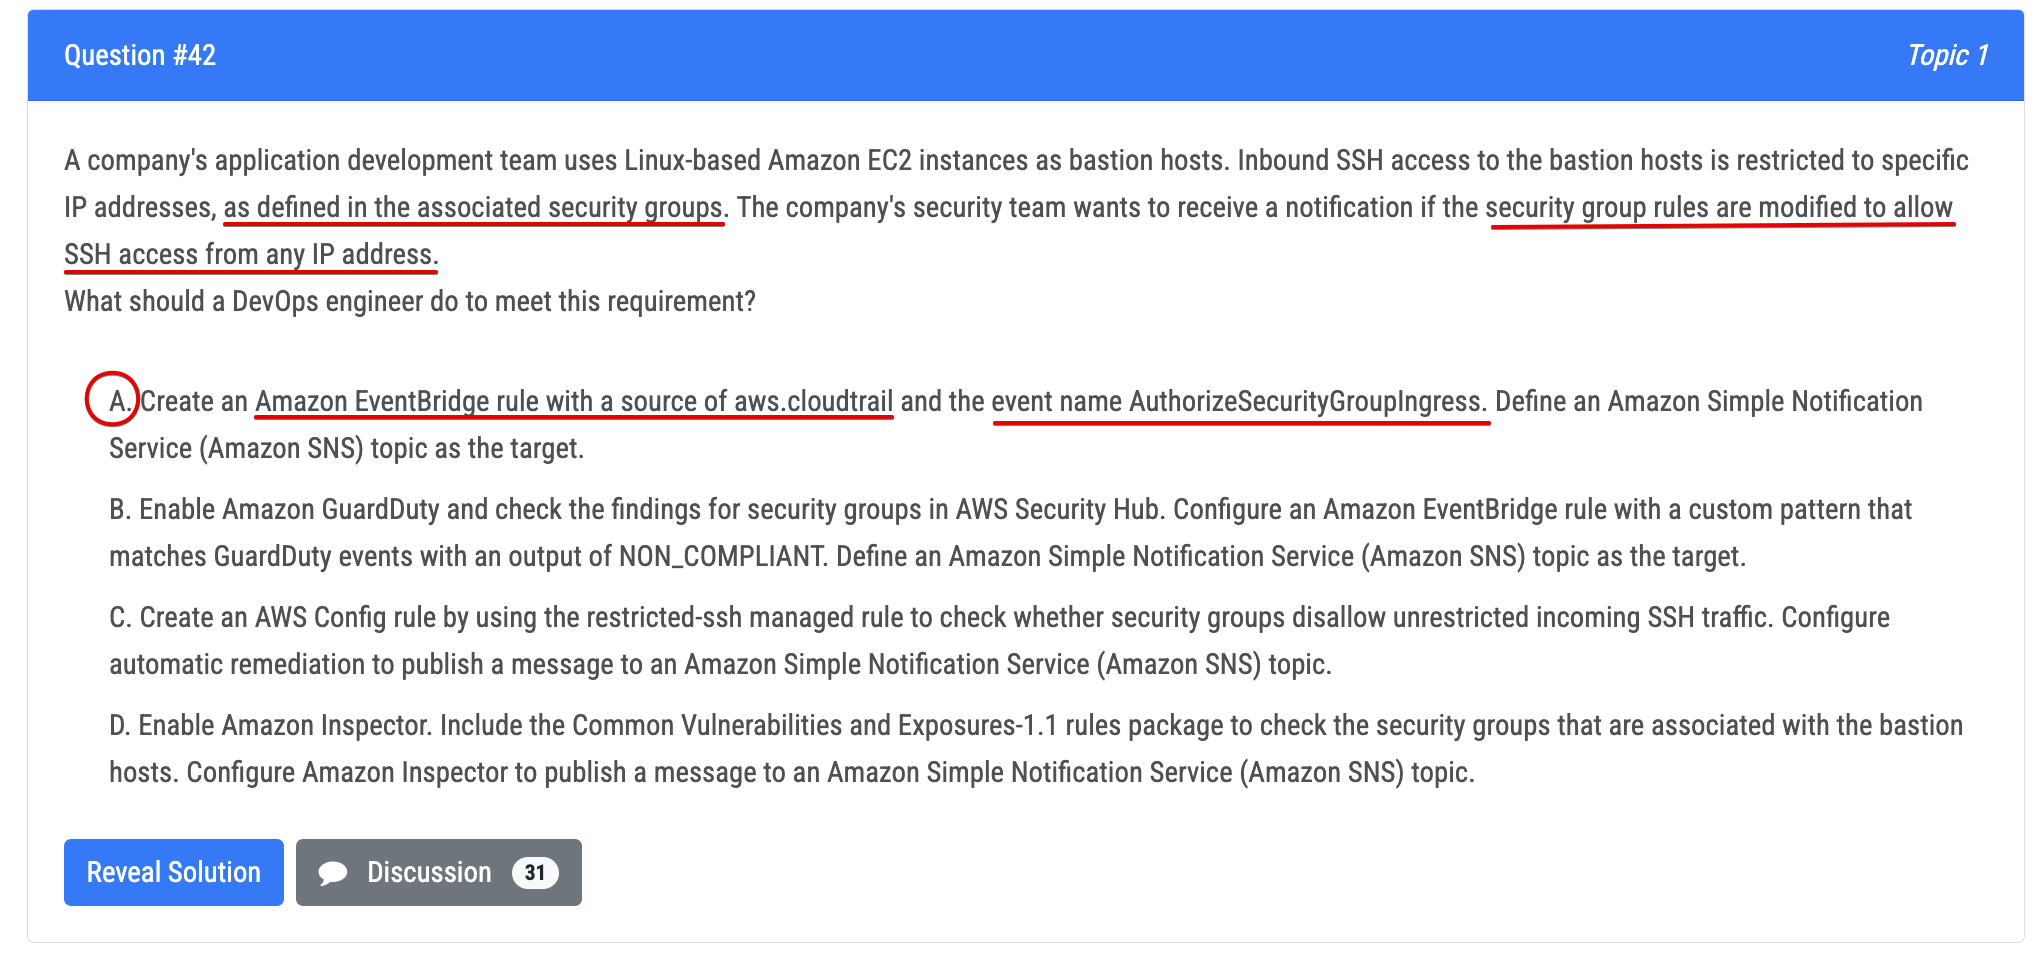 Question #42
Topic 1
A company's application development team uses Linux-based Amazon EC2 instances as bastion hosts. Inbound SSH access to the bastion hosts is restricted to specific
IP addresses, as defined in the associated security groups. The company's security team wants to receive a notification if the security group rules are modified to allow
SSH access from any IP address.
What should a DevOps engineer do to meet this requirement?
A. Create an Amazon EventBridge rule with a source of aws.cloudtrail and the event name AuthorizeSecurityGroupIngress. Define an Amazon Simple Notification
Service (Amazon SNS) topic as the target.
B. Enable Amazon GuardDuty and check the findings for security groups in AWS Security Hub. Configure an Amazon EventBridge rule with a custom pattern that
matches GuardDuty events with an output of NON_COMPLIANT. Define an Amazon Simple Notification Service (Amazon SNS) topic as the target.
C. Create an AWS Config rule by using the restricted-ssh managed rule to check whether security groups disallow unrestricted incoming SSH traffic. Configure
automatic remediation to publish a message to an Amazon Simple Notification Service (Amazon SNS) topic.
D. Enable Amazon Inspector. Include the Common Vulnerabilities and Exposures-1.1 rules package to check the security groups that are associated with the bastion
hosts. Configure Amazon Inspector to publish a message to an Amazon Simple Notification Service (Amazon SNS) topic.
Reveal Solution
Discussion 31